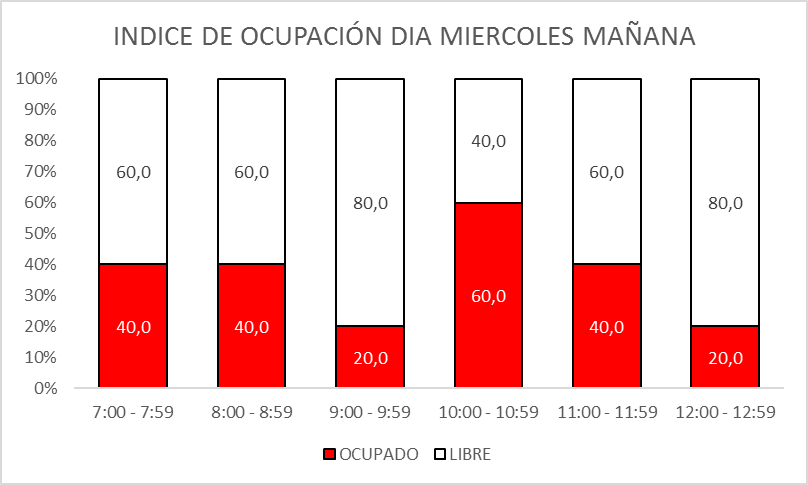 INDICE DE OCUPACIÓN DIA MIERCOLES MAÑANA
100%
90%
80%
70%
60%
50%
40%
30%
20%
10%
0%
60,0
60,0
80,0
40,0
60,0
80,0
40,0
40,0
20,0
60,0
40,0
20,0
7:00 - 7:59
8:00 - 8:59
9:00 - 9:59
10:00 - 10:59
11:00 - 11:59
12:00 - 12:59
OCUPADO
LIBRE